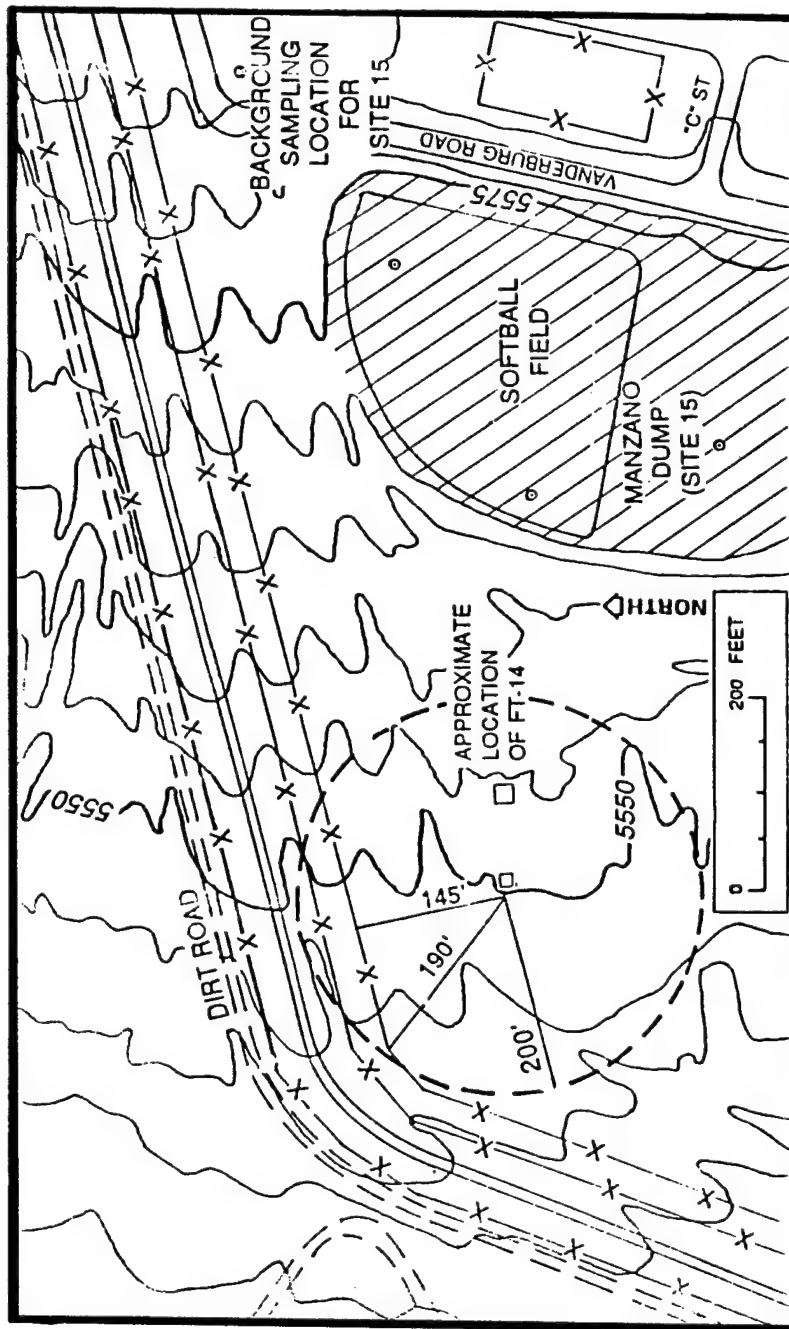 DIRT ROAD
5550
BACKGROUND
SAMPLING
LOCATION
FOR
SITE 15
VANDERBURG ROAD
"C" ST
5575
SOFTBALL
FIELD
MANZANO
DUMP
(SITE 15)
APPROXIMATE
LOCATION
OF FT-14
145'
190'
200'
5550
NORTH
0
200 FEET